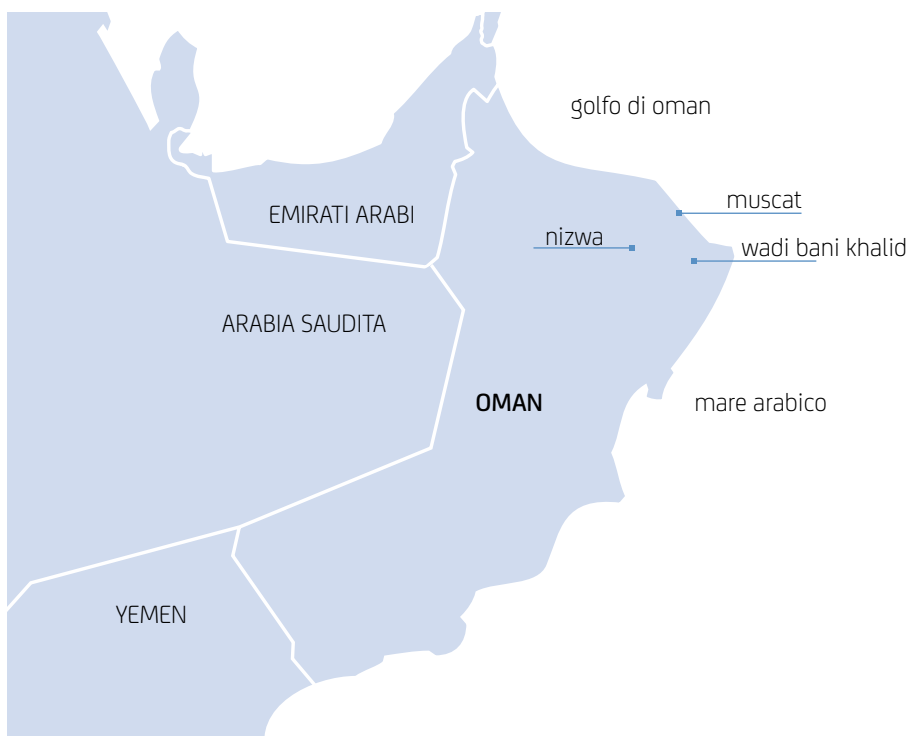 golfo di oman
muscat
EMIRATI ARABI
nizwa
wadi bani khalid
ARABIA SAUDITA
OMAN
mare arabico
YEMEN